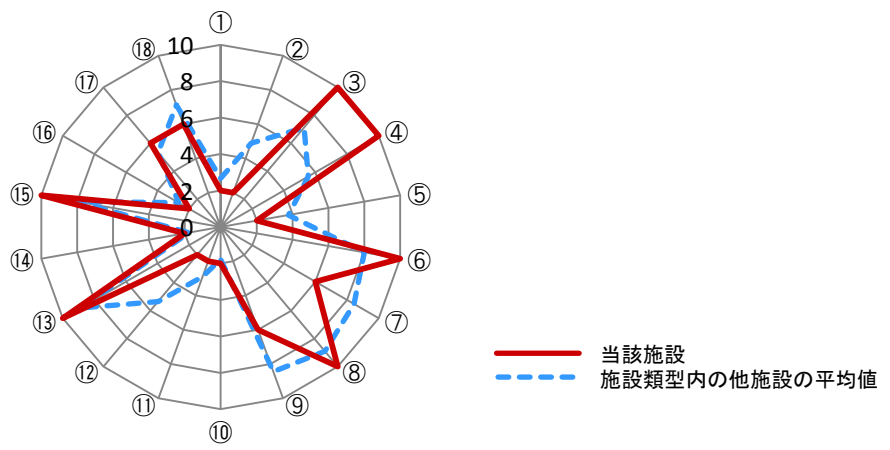 ①
⑱ 10 ②
⑰ 8 ③
⑯ 6 ④
4
⑮ 2 ⑤
0
⑭ ⑥
⑬ ⑦
⑫ ⑧
⑪ ⑨
⑩
当該施設
施設類型内の他施設の平均値